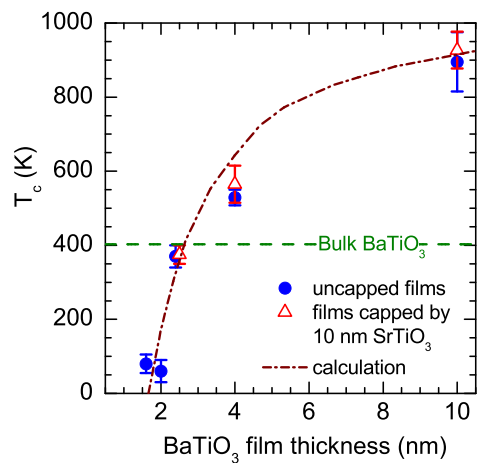 1000
800
600
400
200
0
T_c (K)
Bulk BaTiO₃
uncapped films
films capped by
10 nm SrTiO₃
calculation
2 4 6 8 10
BaTiO₃ film thickness (nm)